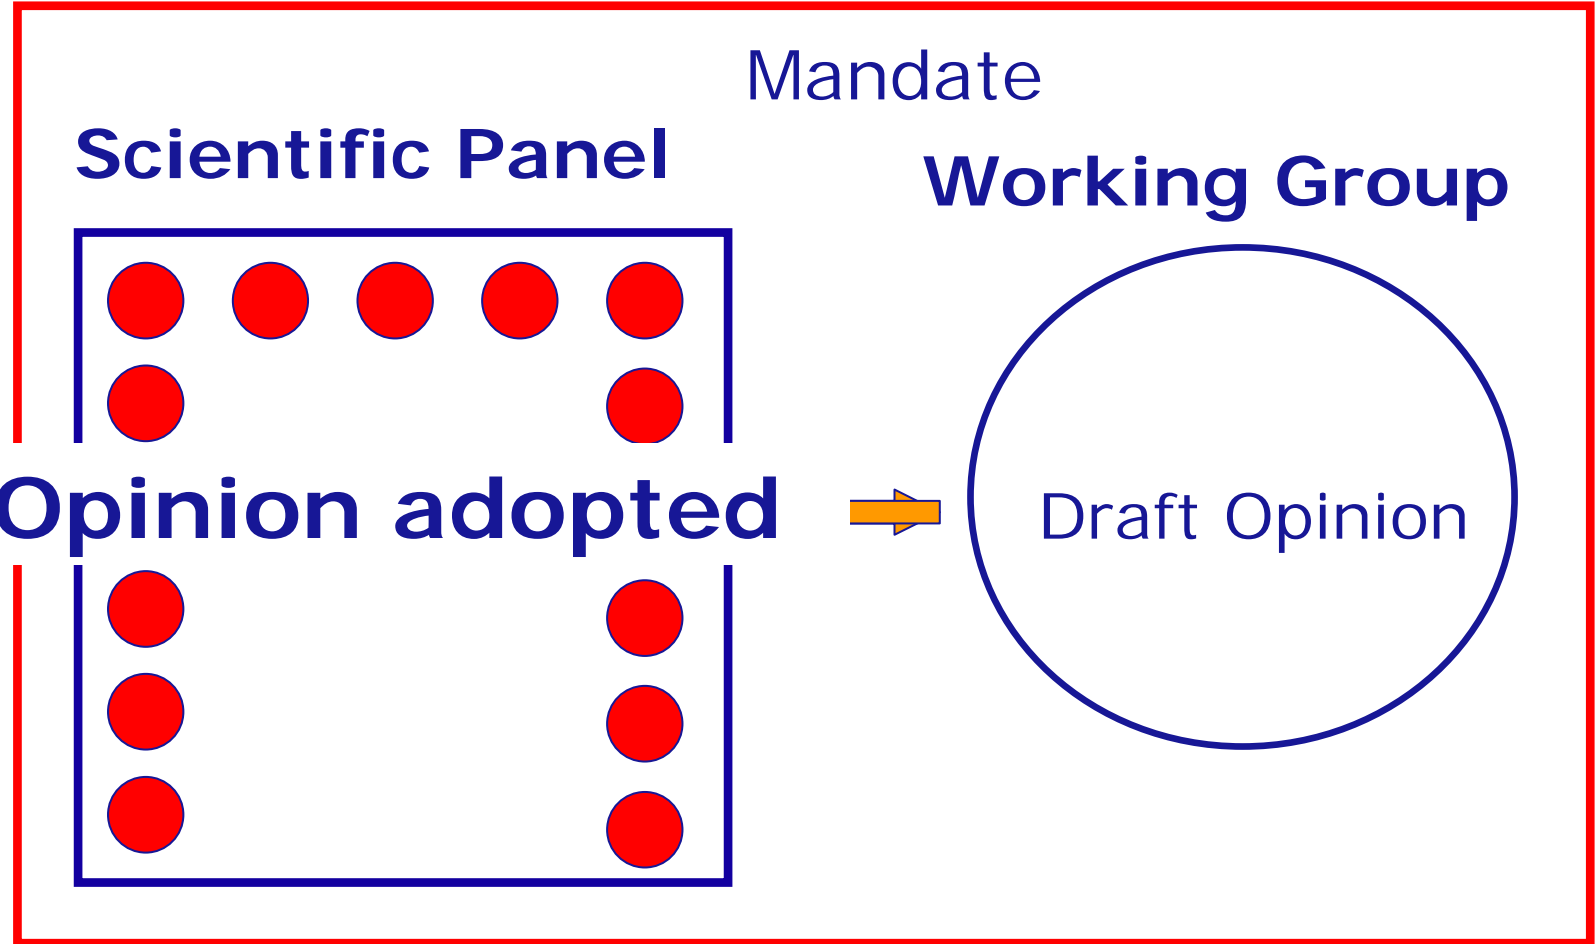 Mandate
Scientific Panel
Working Group
Opinion adopted
Draft Opinion